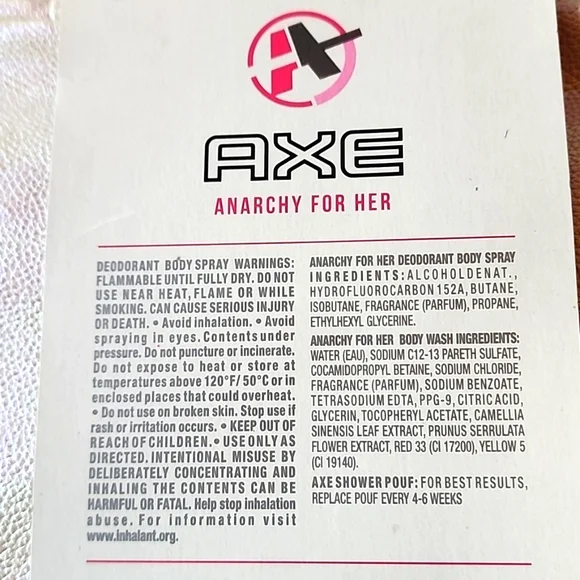 AXE
ANARCHY FOR HER
DEODORANT BODY SPRAY WARNINGS:
FLAMMABLE UNTIL FULLY DRY. DO NOT
USE NEAR HEAT, FLAME OR WHILE
SMOKING. CAN CAUSE SERIOUS INJURY
OR DEATH. • Avoid inhalation. • Avoid
spraying in eyes. Contents under
pressure. Do not puncture or incinerate.
Do not expose to heat or store at
temperatures above 120°F/ 50°C or in
enclosed places that could overheat.
• Do not use on broken skin. Stop use if
rash or irritation occurs. • KEEP OUT OF
REACH OF CHILDREN. • USE ONLY AS
DIRECTED. INTENTIONAL MISUSE BY
DELIBERATELY CONCENTRATING AND
INHALING THE CONTENTS CAN BE
HARMFUL OR FATAL. Help stop inhalation
abuse. For information visit
www.inhalant.org.
ANARCHY FOR HER DEODORANT BODY SPRAY
INGREDIENTS: ALCOHOL DENAT.,
HYDROFLUOROCARBON 152A, BUTANE,
ISOBUTANE, FRAGRANCE (PARFUM), PROPANE,
ETHYLHEXYL GLYCERINE.
ANARCHY FOR HER BODY WASH INGREDIENTS:
WATER (EAU), SODIUM C12-13 PARETH SULFATE,
COCAMIDOPROPYL BETAINE, SODIUM CHLORIDE,
FRAGRANCE (PARFUM), SODIUM BENZOATE,
TETRASODIUM EDTA, PPG-9, CITRIC ACID,
GLYCERIN, TOCOPHERYL ACETATE, CAMELLIA
SINENSIS LEAF EXTRACT, PRUNUS SERRULATA
FLOWER EXTRACT, RED 33 (CI 17200), YELLOW 5
(CI 19140).
AXE SHOWER POUF: FOR BEST RESULTS,
REPLACE POUF EVERY 4-6 WEEKS